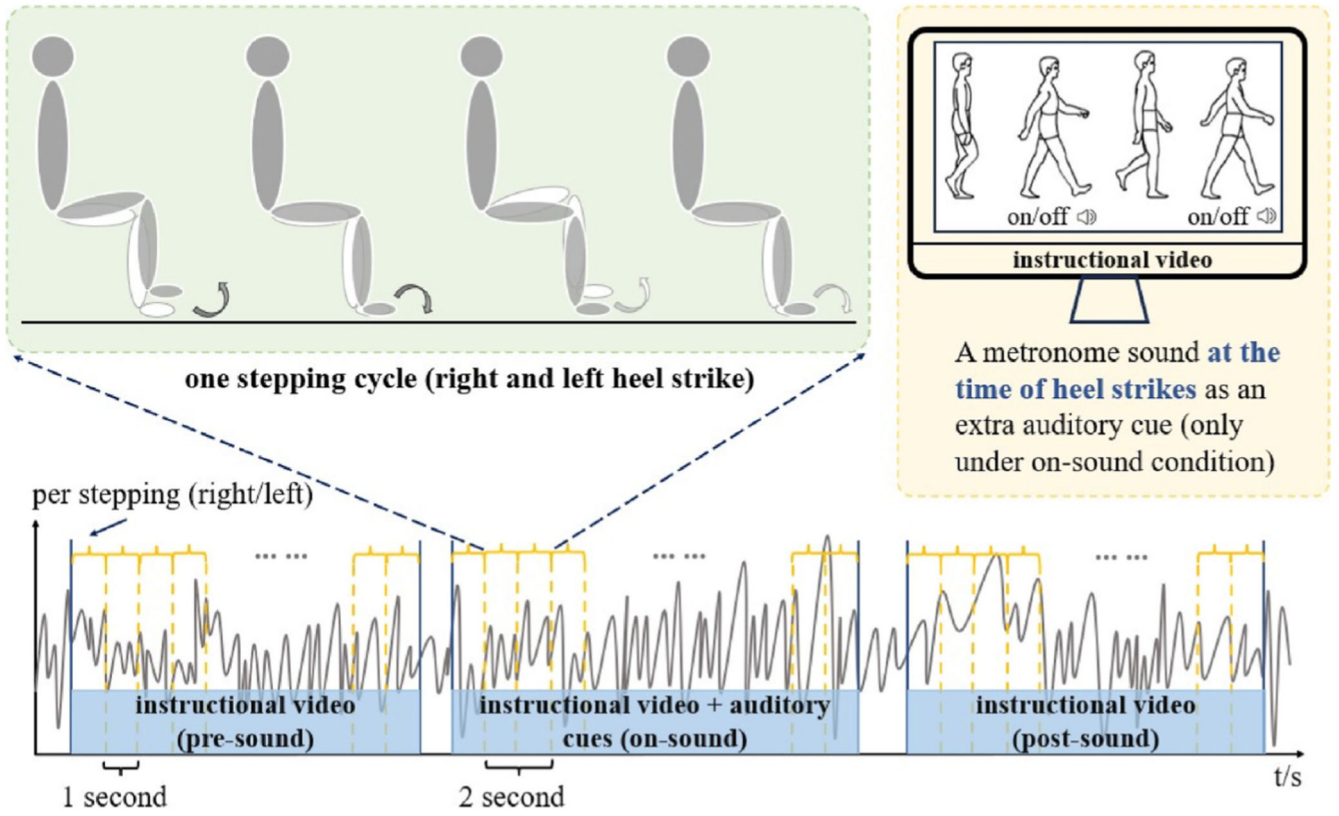 on/off
on/off
instructional video
A metronome sound at the
time of heel strikes as an
extra auditory cue (only
under on-sound condition)
one stepping cycle (right and left heel strike)
per stepping (right/left)
... ...
... ...
... ...
instructional video
(pre-sound)
instructional video + auditory
cues (on-sound)
instructional video
(post-sound)
t/s
1 second
2 second